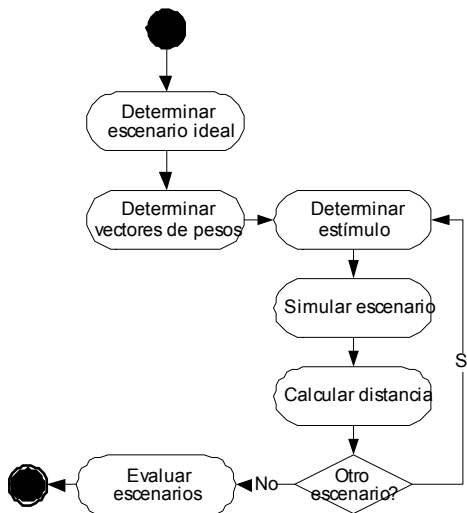 Determinar
escenario ideal
Determinar
vectores de pesos
Determinar
estímulo
Simular escenario
Calcular distancia
S
Otro
escenario?
No
Evaluar
escenarios